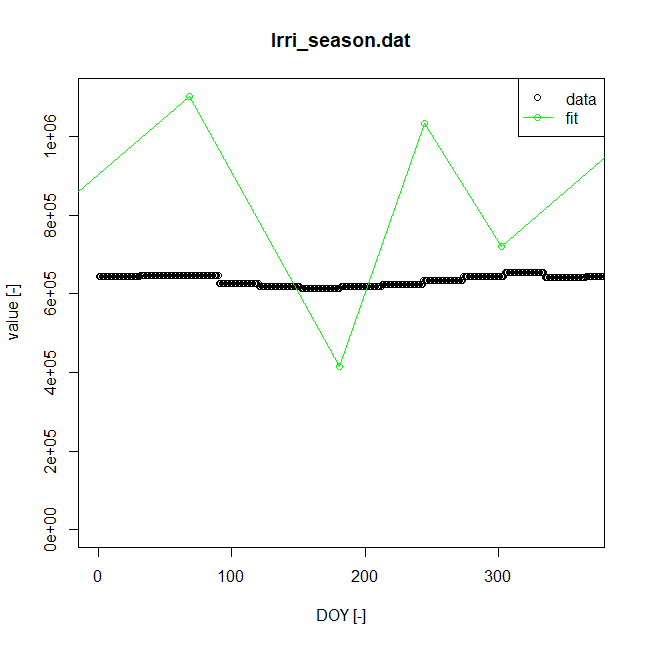 Irri_season.dat
data
fit
value [-]
1e+06
8e+05
6e+05
4e+05
2e+05
0e+00
0 100 200 300
DOY [-]